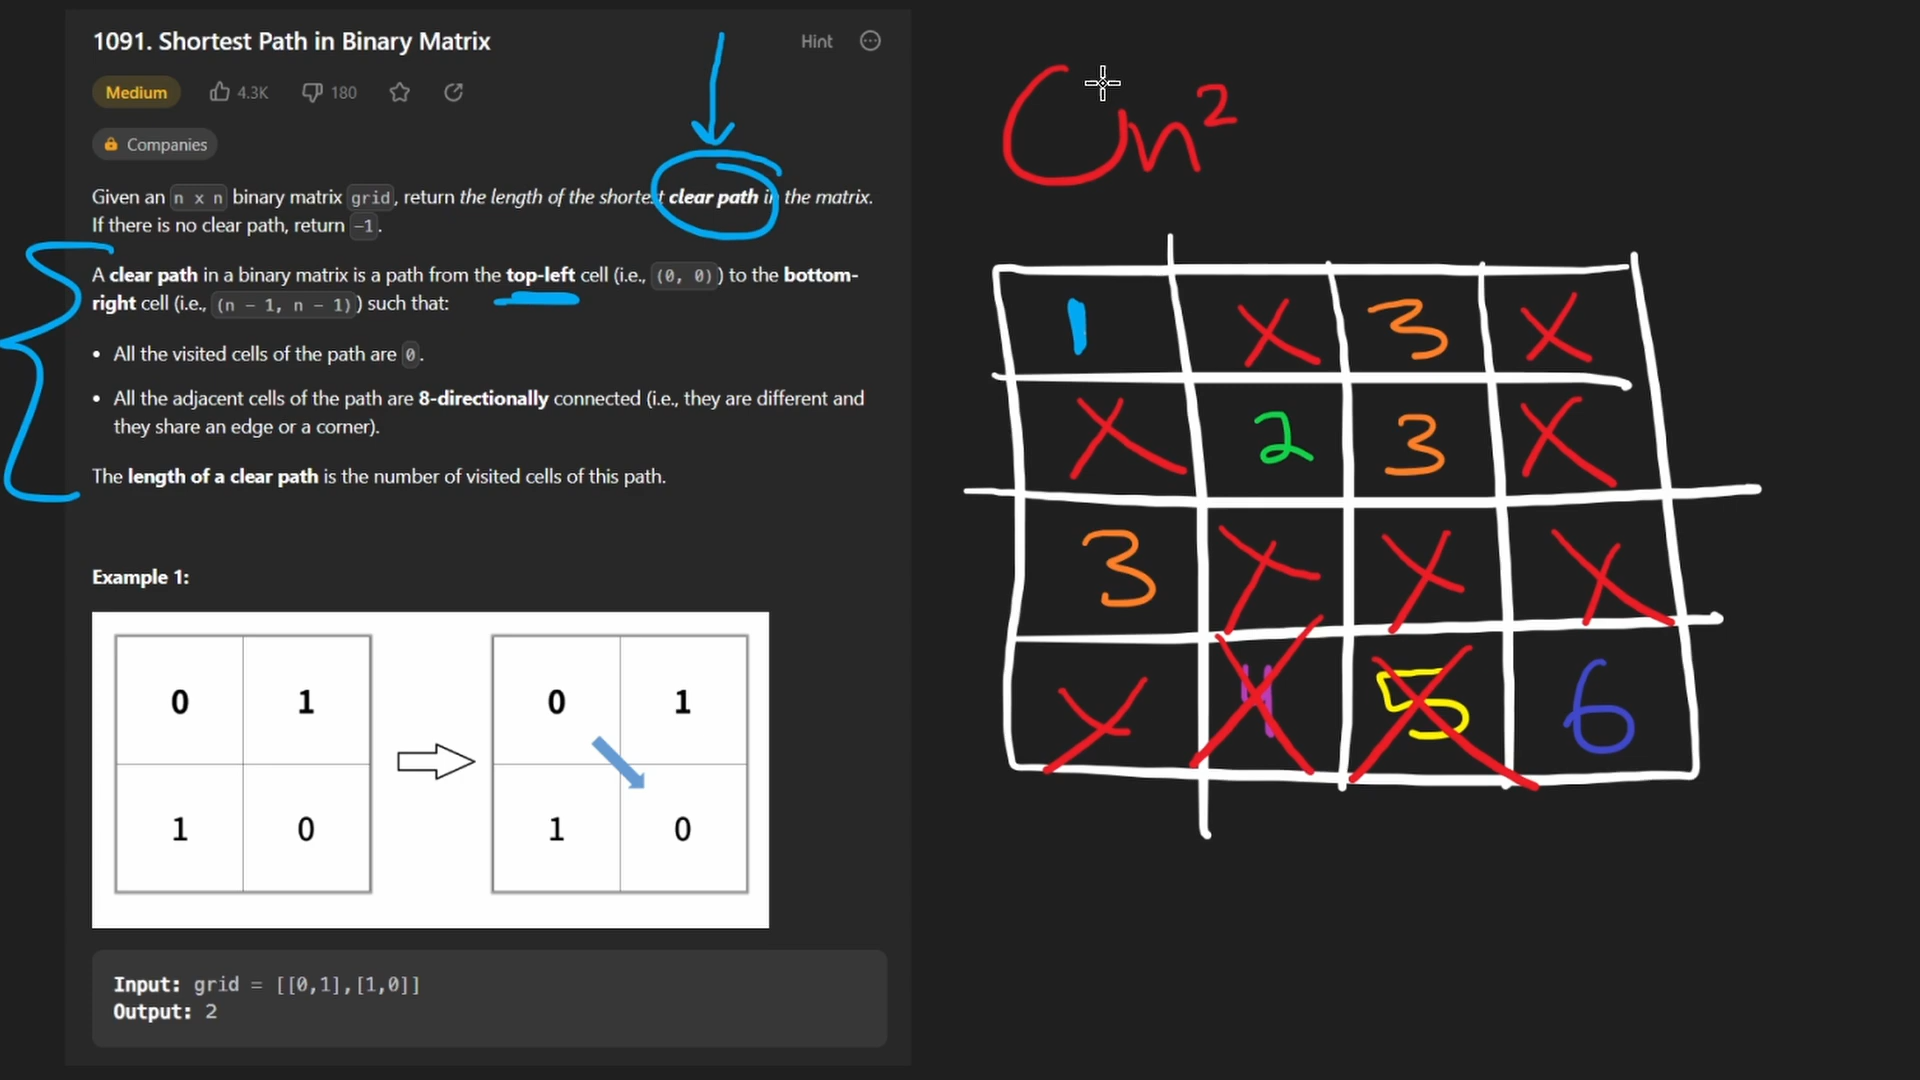 1091. Shortest Path in Binary Matrix
Hint
Medium 4.3K 180
Companies
Given an n x n binary matrix grid, return the length of the shortest clear path in the matrix.
If there is no clear path, return -1.
A clear path in a binary matrix is a path from the top-left cell (i.e., (0, 0)) to the bottom-
right cell (i.e., (n - 1, n - 1)) such that:
• All the visited cells of the path are 0.
• All the adjacent cells of the path are 8-directionally connected (i.e., they are different and
they share an edge or a corner).
The length of a clear path is the number of visited cells of this path.
Example 1:
0 1 0 1
1 0 1 0
Input: grid = [[0,1],[1,0]]
Output: 2
On²
1 X 3 X
X 2 3 X
3 X X X
X 4 5 6